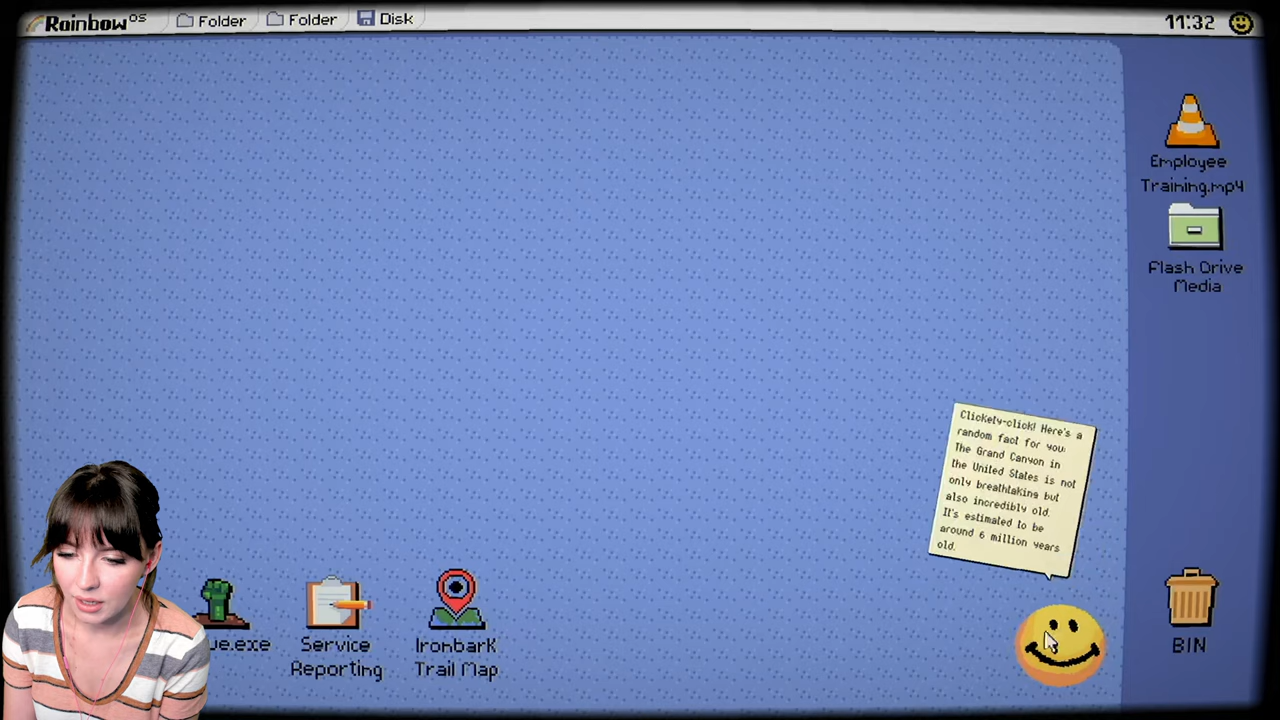 Rainbow OS
Folder
Folder
Disk
11:32
Employee
Training.mp4
Flash Drive
Media
Clickety-click! Here's a
random fact for you:
The Grand Canyon in
the United States is not
only breathtaking but
also incredibly old.
It's estimated to be
around 6 million years
old.
ue.exe
Service
Reporting
Ironbark
Trail Map
BIN